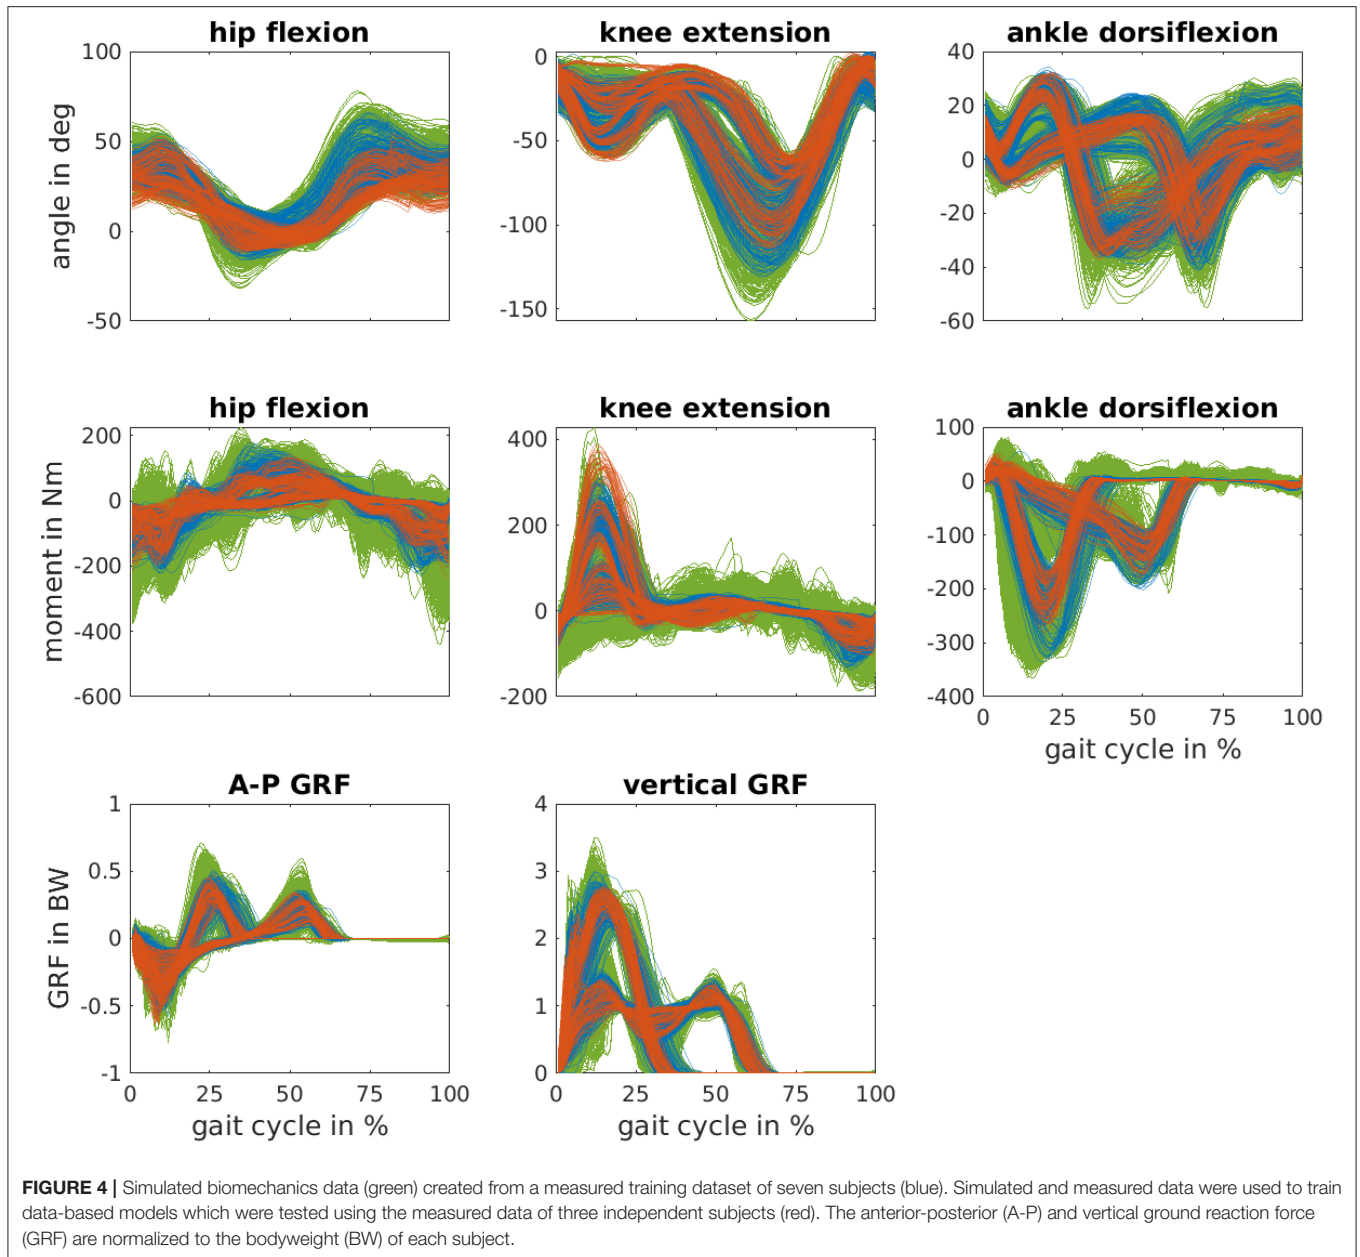 hip flexion
knee extension
ankle dorsiflexion
angle in deg
100
50
0
-50
0
-50
-100
-150
40
20
0
-20
-40
-60
hip flexion
knee extension
ankle dorsiflexion
moment in Nm
200
0
-200
-400
-600
400
200
0
-200
100
0
-100
-200
-300
-400
0 25 50 75 100
gait cycle in %
A-P GRF
vertical GRF
GRF in BW
1
0.5
0
-0.5
-1
4
3
2
1
0
0 25 50 75 100
0 25 50 75 100
gait cycle in %
gait cycle in %
FIGURE 4 | Simulated biomechanics data (green) created from a measured training dataset of seven subjects (blue). Simulated and measured data were used to train
data-based models which were tested using the measured data of three independent subjects (red). The anterior-posterior (A-P) and vertical ground reaction force
(GRF) are normalized to the bodyweight (BW) of each subject.